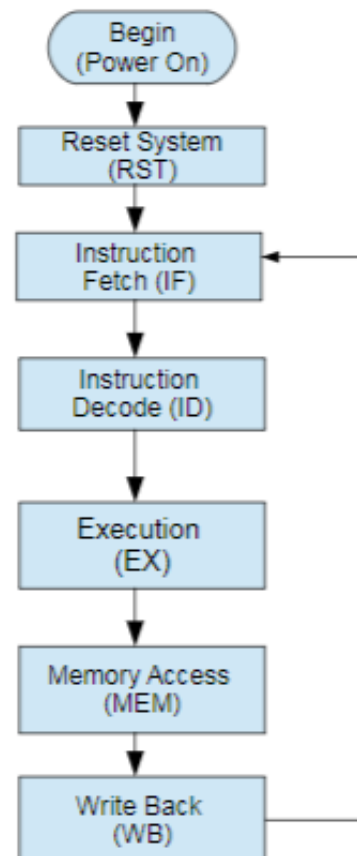 Begin
(Power On)
Reset System
(RST)
Instruction
Fetch (IF)
Instruction
Decode (ID)
Execution
(EX)
Memory Access
(MEM)
Write Back
(WB)